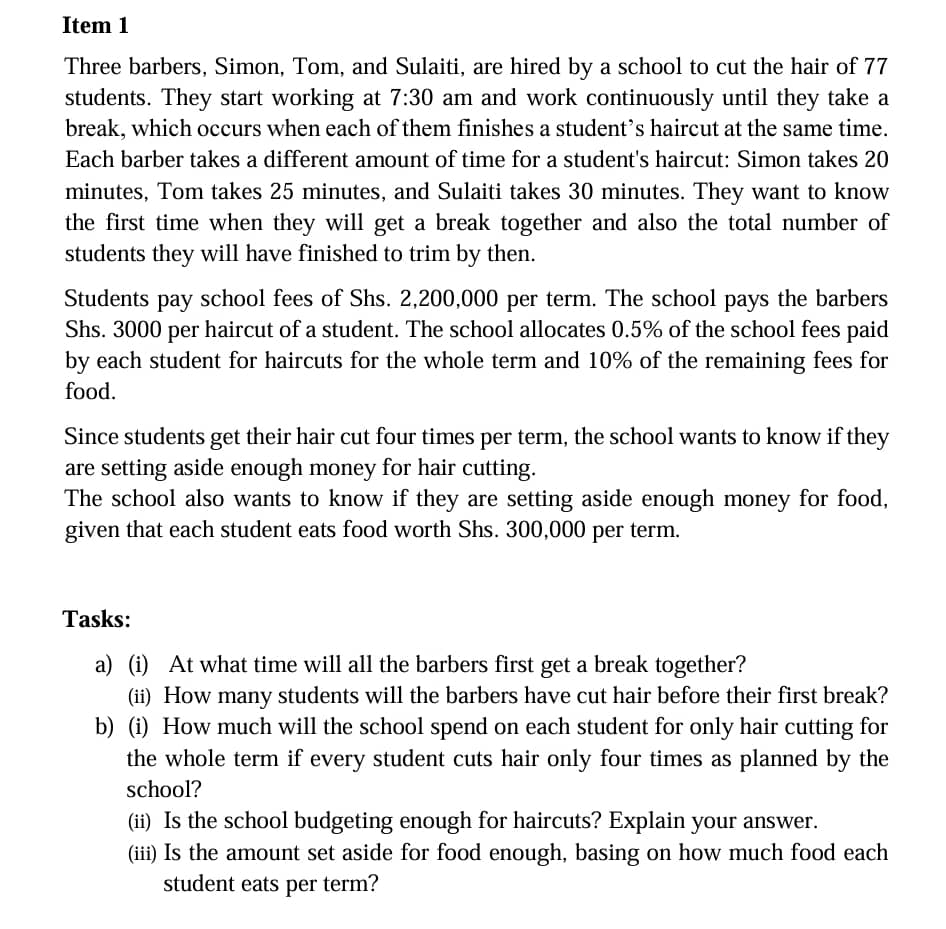 Item 1
Three barbers, Simon, Tom, and Sulaiti, are hired by a school to cut the hair of 77
students. They start working at 7:30 am and work continuously until they take a
break, which occurs when each of them finishes a student’s haircut at the same time.
Each barber takes a different amount of time for a student's haircut: Simon takes 20
minutes, Tom takes 25 minutes, and Sulaiti takes 30 minutes. They want to know
the first time when they will get a break together and also the total number of
students they will have finished to trim by then.
Students pay school fees of Shs. 2,200,000 per term. The school pays the barbers
Shs. 3000 per haircut of a student. The school allocates 0.5% of the school fees paid
by each student for haircuts for the whole term and 10% of the remaining fees for
food.
Since students get their hair cut four times per term, the school wants to know if they
are setting aside enough money for hair cutting.
The school also wants to know if they are setting aside enough money for food,
given that each student eats food worth Shs. 300,000 per term.
Tasks:
a) (i) At what time will all the barbers first get a break together?
(ii) How many students will the barbers have cut hair before their first break?
b) (i) How much will the school spend on each student for only hair cutting for
the whole term if every student cuts hair only four times as planned by the
school?
(ii) Is the school budgeting enough for haircuts? Explain your answer.
(iii) Is the amount set aside for food enough, basing on how much food each
student eats per term?